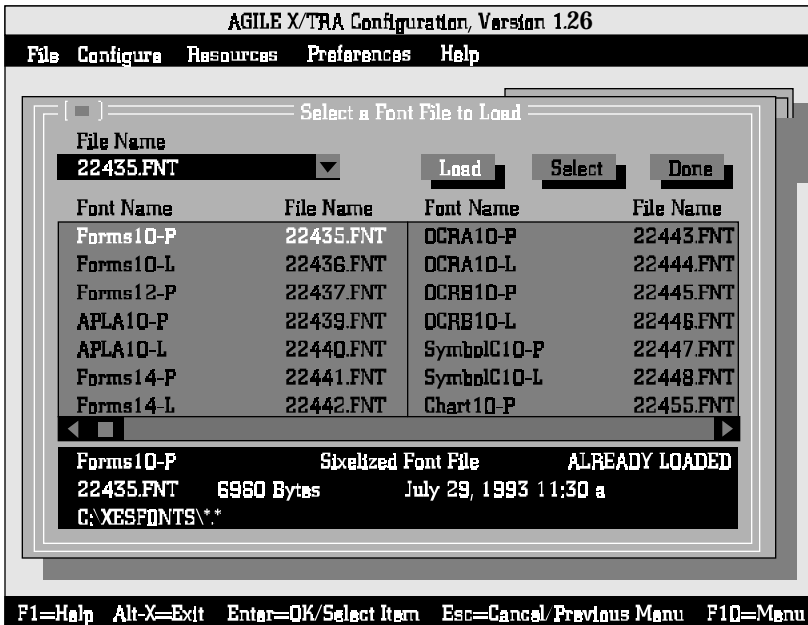 AGILE X/TRA Configuration, Version 1.26
File Configure Resources Preferences Help
Select a Font File to Load
File Name
22435.FNT Load Select Done
Font Name File Name Font Name File Name
Forms10-P 22435.FNT OCRA10-P 22443.FNT
Forms10-L 22436.FNT OCRA10-L 22444.FNT
Forms12-P 22437.FNT OCRB10-P 22445.FNT
APLA10-P 22439.FNT OCRB10-L 22446.FNT
APLA10-L 22440.FNT SymbolC10-P 22447.FNT
Forms14-P 22441.FNT SymbolC10-L 22448.FNT
Forms14-L 22442.FNT Chart10-P 22455.FNT
Forms10-P Sixelized Font File ALREADY LOADED
22435.FNT 6960 Bytes July 29, 1993 11:30 a
C:\XESFONTS\*.*
F1=Help Alt-X=Exit Enter=OK/Select Item Esc=Cancel/Previous Menu F10=Menu